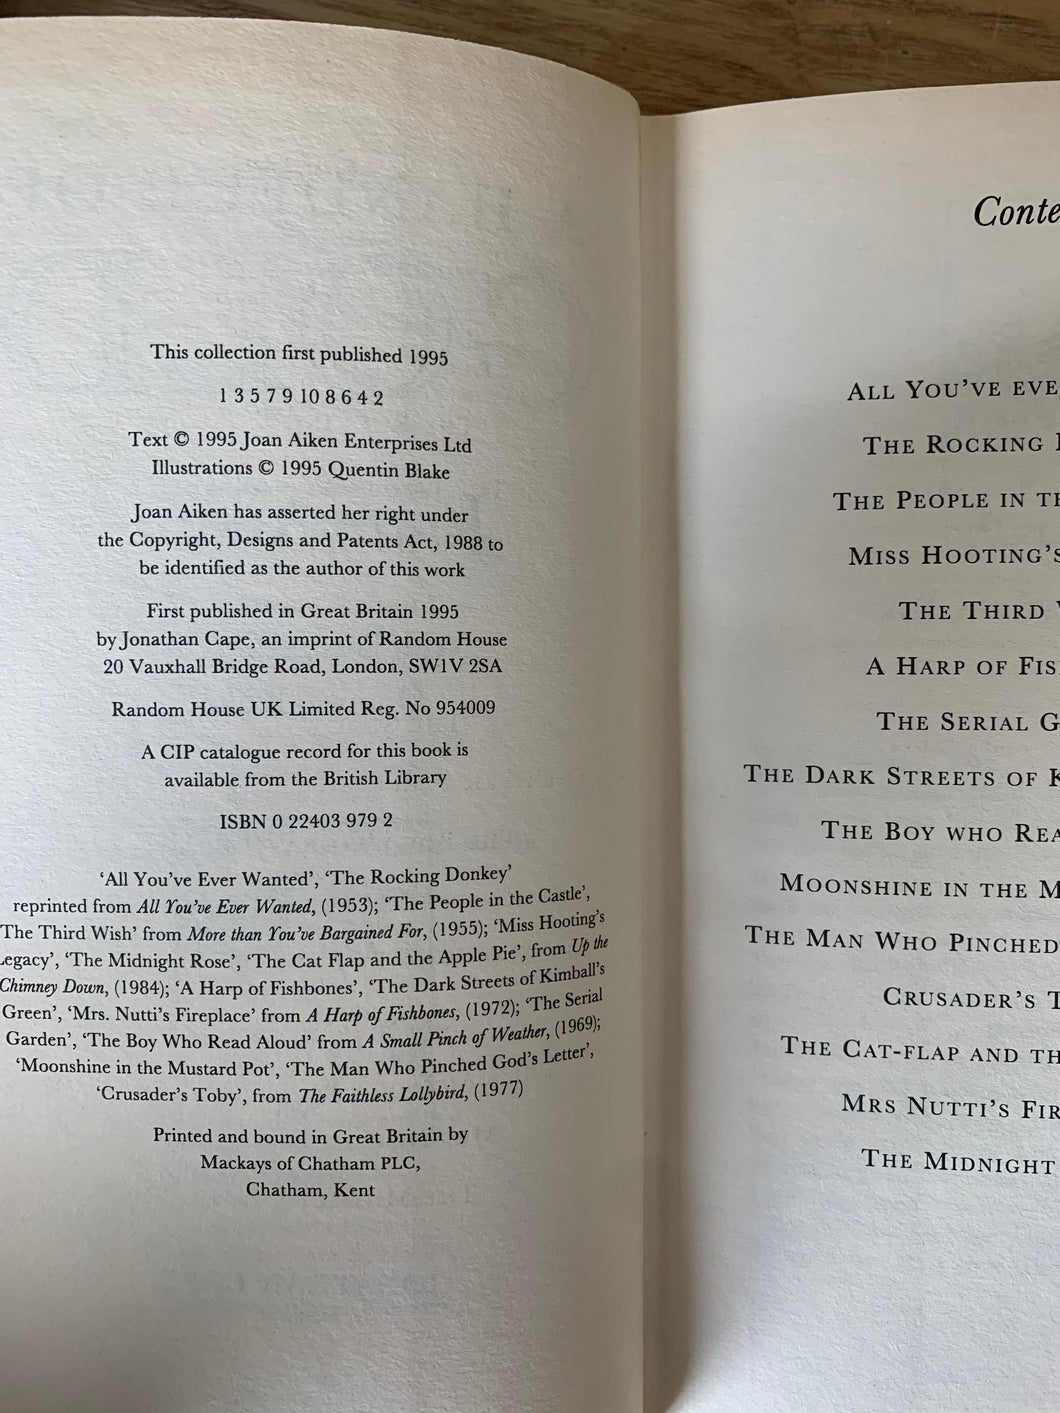 This collection first published 1995
1 3 5 7 9 10 8 6 4 2
Text © 1995 Joan Aiken Enterprises Ltd
Illustrations © 1995 Quentin Blake
Joan Aiken has asserted her right under
the Copyright, Designs and Patents Act, 1988 to
be identified as the author of this work
First published in Great Britain 1995
by Jonathan Cape, an imprint of Random House
20 Vauxhall Bridge Road, London, SW1V 2SA
Random House UK Limited Reg. No 954009
A CIP catalogue record for this book is
available from the British Library
ISBN 0 22403 979 2
‘All You’ve Ever Wanted’, ‘The Rocking Donkey’
reprinted from All You’ve Ever Wanted, (1953); ‘The People in the Castle’,
The Third Wish’ from More than You’ve Bargained For, (1955); ‘Miss Hooting’s
Legacy’, ‘The Midnight Rose’, ‘The Cat Flap and the Apple Pie’, from Up the
Chimney Down, (1984); ‘A Harp of Fishbones’, ‘The Dark Streets of Kimball’s
Green’, ‘Mrs. Nutti’s Fireplace’ from A Harp of Fishbones, (1972); ‘The Serial
Garden’, ‘The Boy Who Read Aloud’ from A Small Pinch of Weather, (1969);
‘Moonshine in the Mustard Pot’, ‘The Man Who Pinched God’s Letter’,
‘Crusader’s Toby’, from The Faithless Lollybird, (1977)
Printed and bound in Great Britain by
Mackays of Chatham PLC,
Chatham, Kent
Conte
ALL YOU’VE EVE
THE ROCKING
THE PEOPLE IN TH
MISS HOOTING’S
THE THIRD
A HARP OF FIS
THE SERIAL G
THE DARK STREETS OF K
THE BOY WHO REA
MOONSHINE IN THE M
THE MAN WHO PINCHED
CRUSADER’S T
THE CAT-FLAP AND TH
MRS NUTTI’S FIR
THE MIDNIGHT